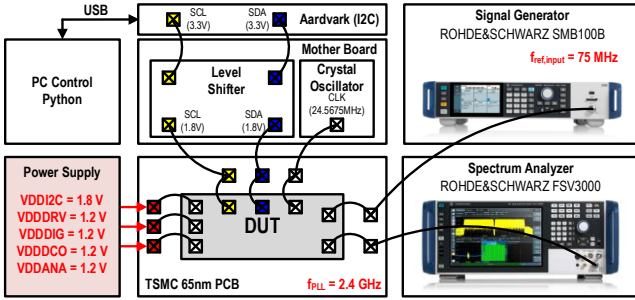 USB
SCL
(3.3V)
SDA
(3.3V)
Aardvark (I2C)
PC Control
Python
Mother Board
Level
Shifter
Crystal
Oscillator
CLK
(24.5675MHz)
SCL
(1.8V)
SDA
(1.8V)
Signal Generator
ROHDE&SCHWARZ SMB100B
fref,input = 75 MHz
Power Supply
VDDI2C = 1.8 V
VDDDRV = 1.2 V
VDDDIG = 1.2 V
VDDDCO = 1.2 V
VDDANA = 1.2 V
DUT
TSMC 65nm PCB
fPLL = 2.4 GHz
Spectrum Analyzer
ROHDE&SCHWARZ FSV3000